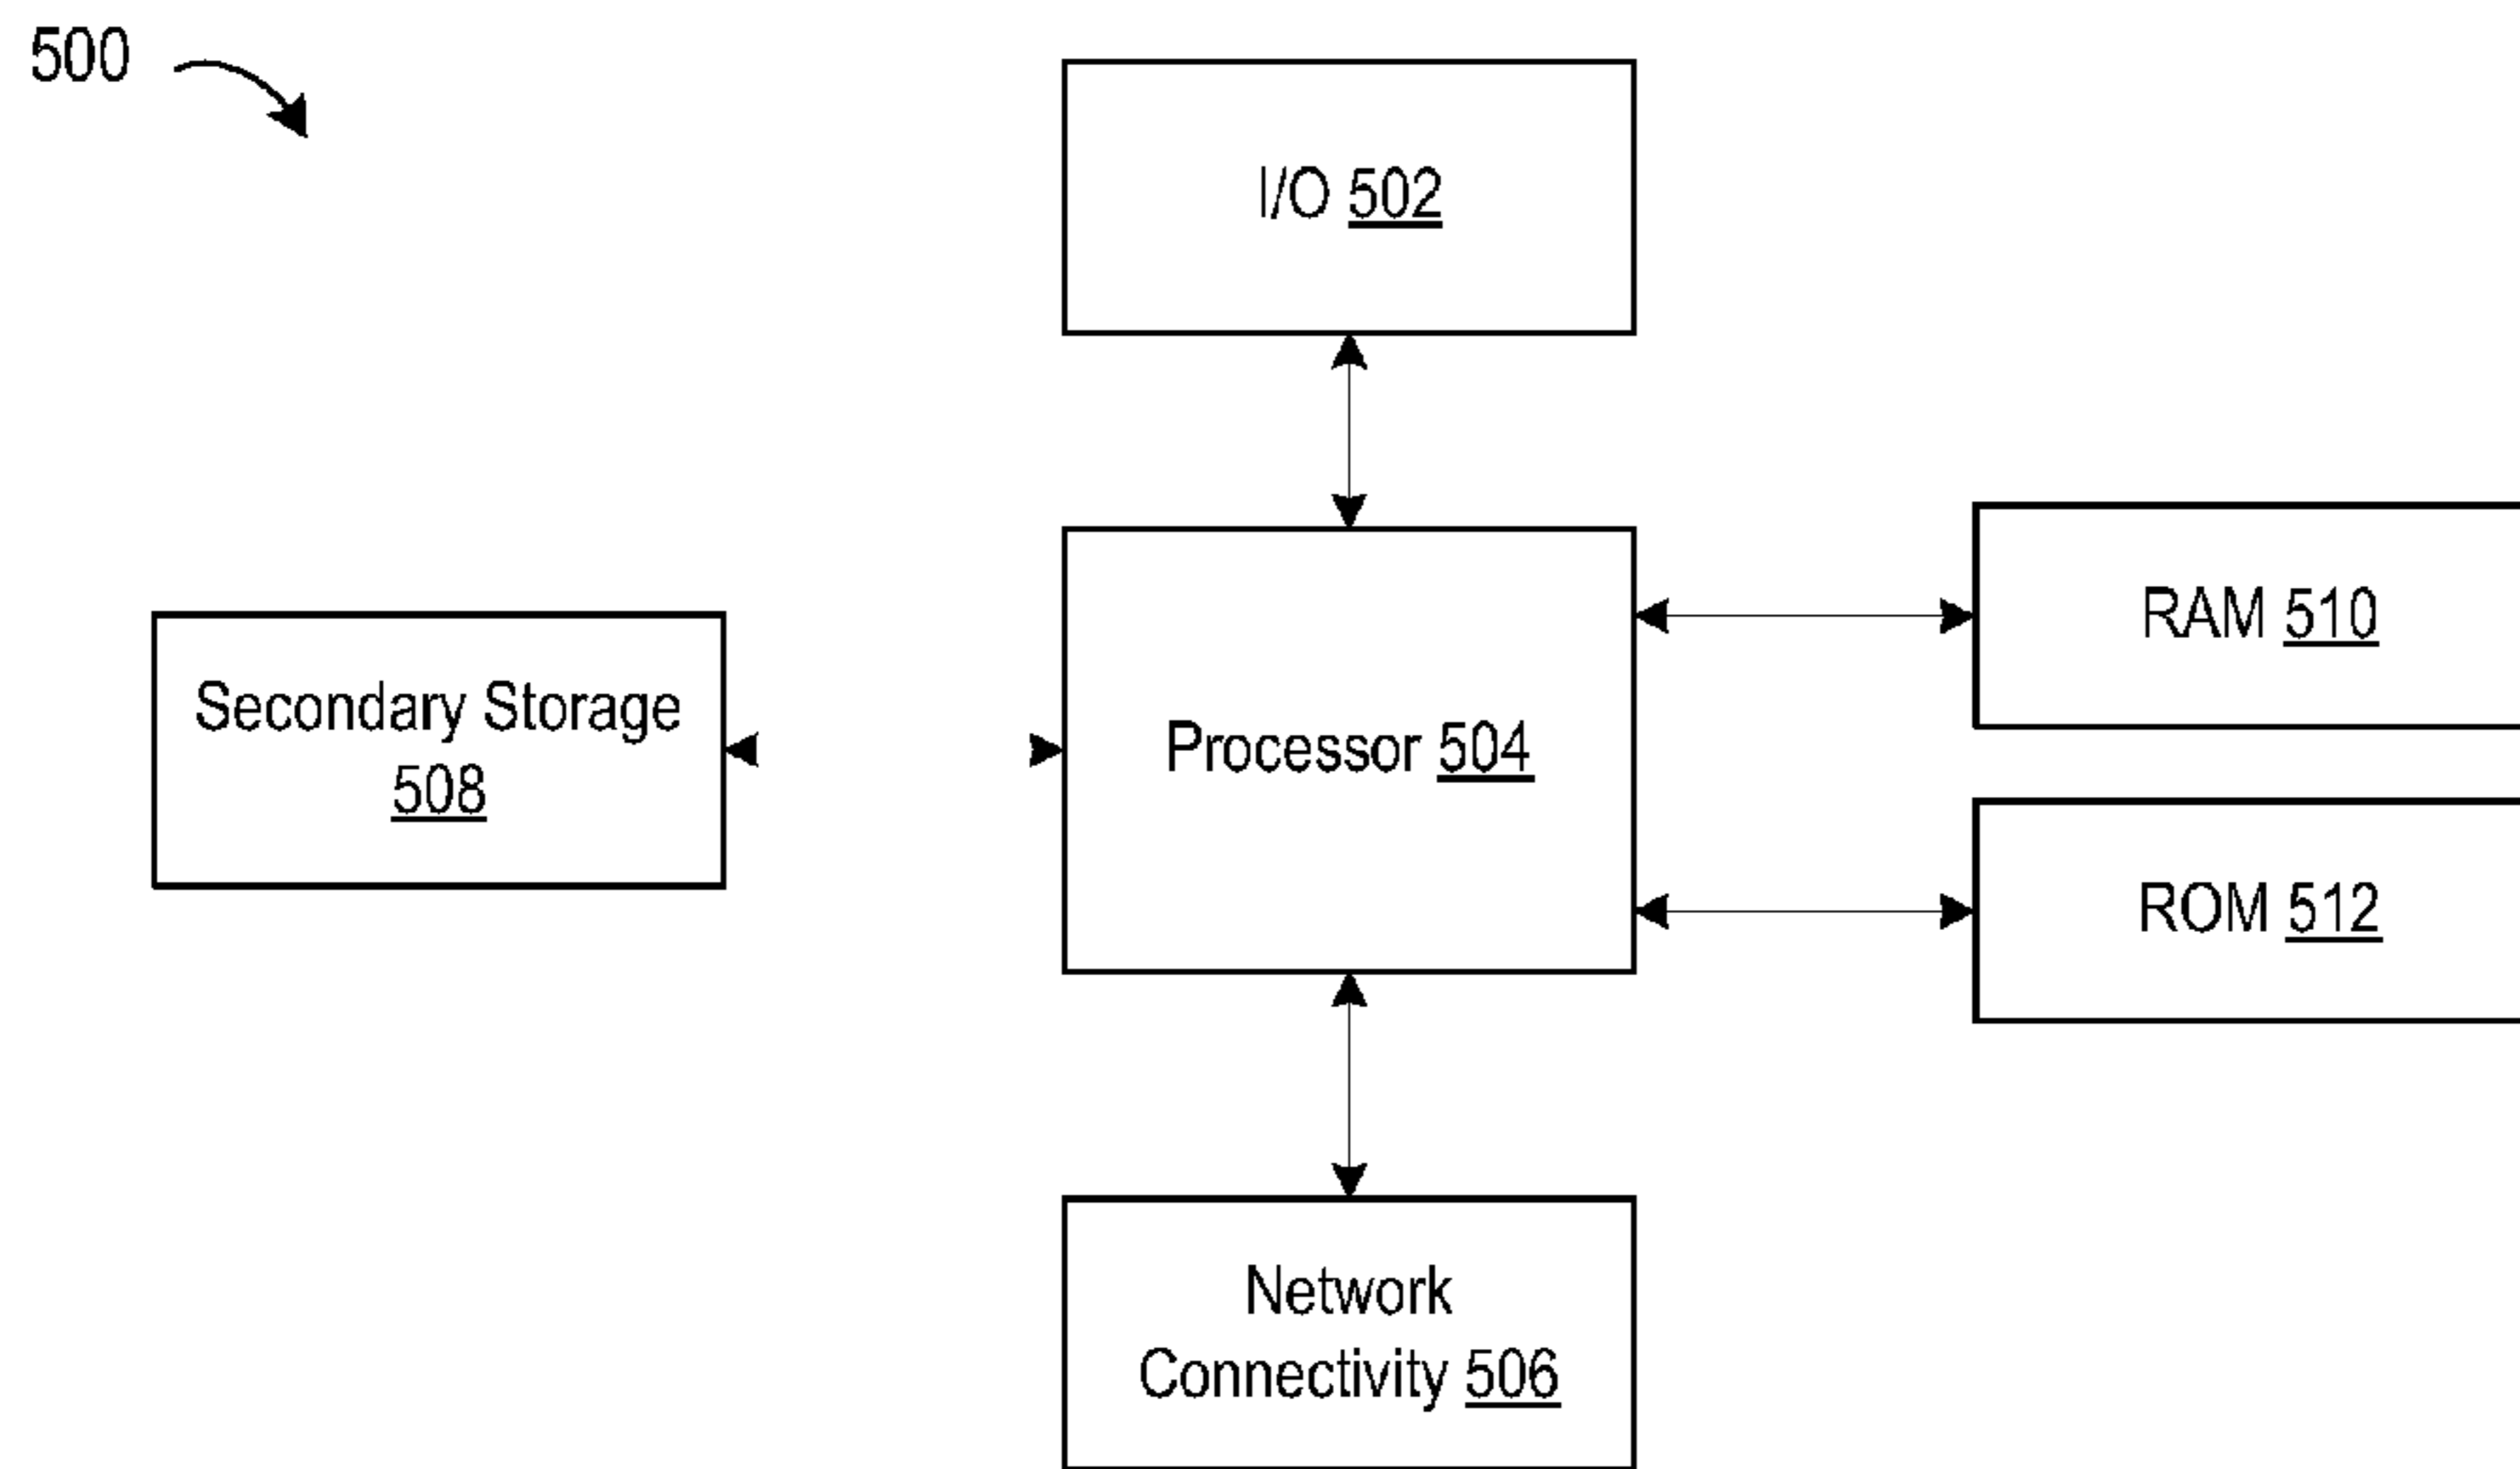 500
I/O 502
Secondary Storage
508
Processor 504
RAM 510
ROM 512
Network
Connectivity 506